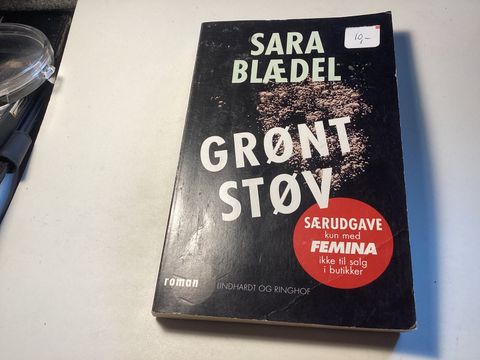 SARA
BLÆDEL
10,-
GRØNT
STØV
SÆRUDGAVE
kun med
FEMINA
ikke til salg
i butikker
roman
LINDHARDT OG RINGHOF